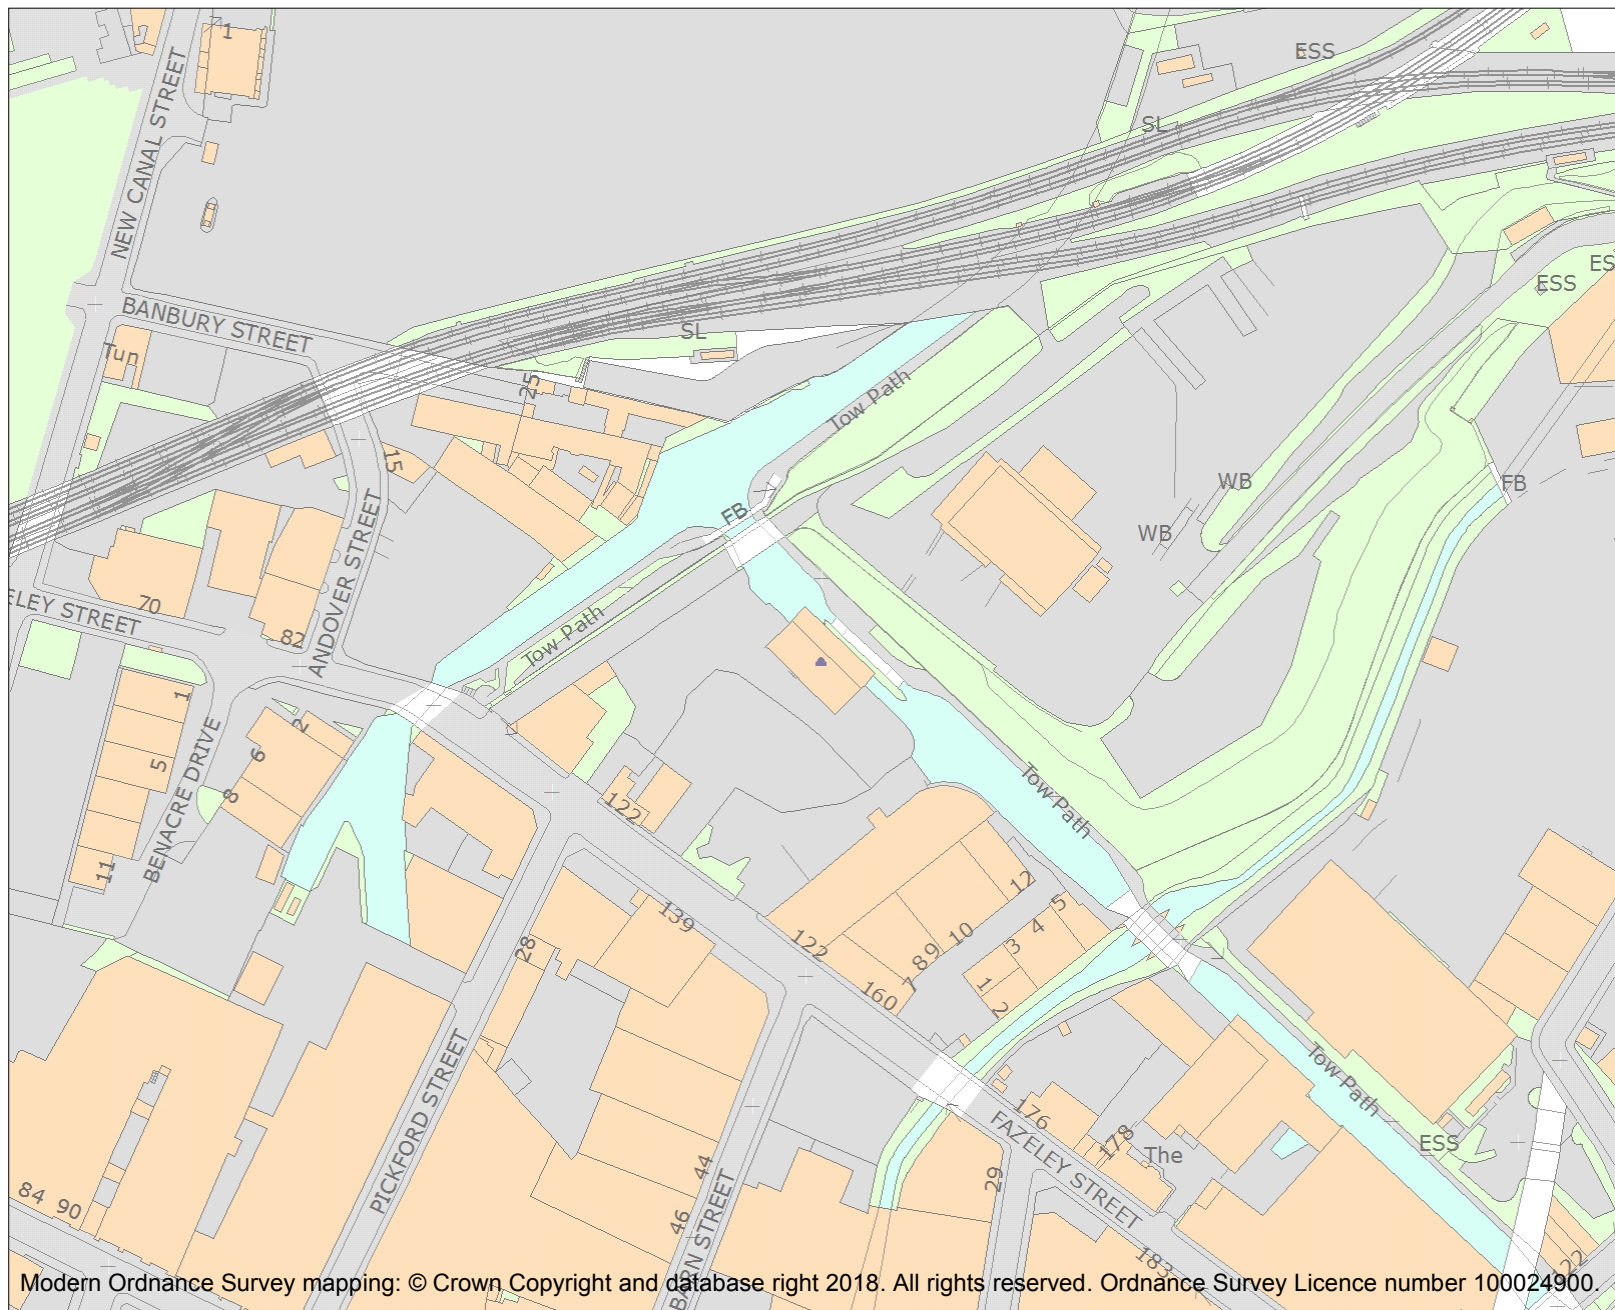 1
ESS
NEW CANAL STREET
SL
ESS
ES
BANBURY STREET
SL
Tun
25
Tow Path
15
WB
FB
FB
WB
ANDOVER STREET
70
ELEY STREET
82
Tow Path
1
2
6
5
8
BENACRE DRIVE
122
Tow Path
11
139
12
5
4
3
10
9
8
7
122
160
1
2
28
PICKFORD STREET
Tow Path
176
FAZELEY STREET
178
The
ESS
44
29
84
90
46
BARN STREET
183
122
Modern Ordnance Survey mapping: © Crown Copyright and database right 2018. All rights reserved. Ordnance Survey Licence number 100024900.